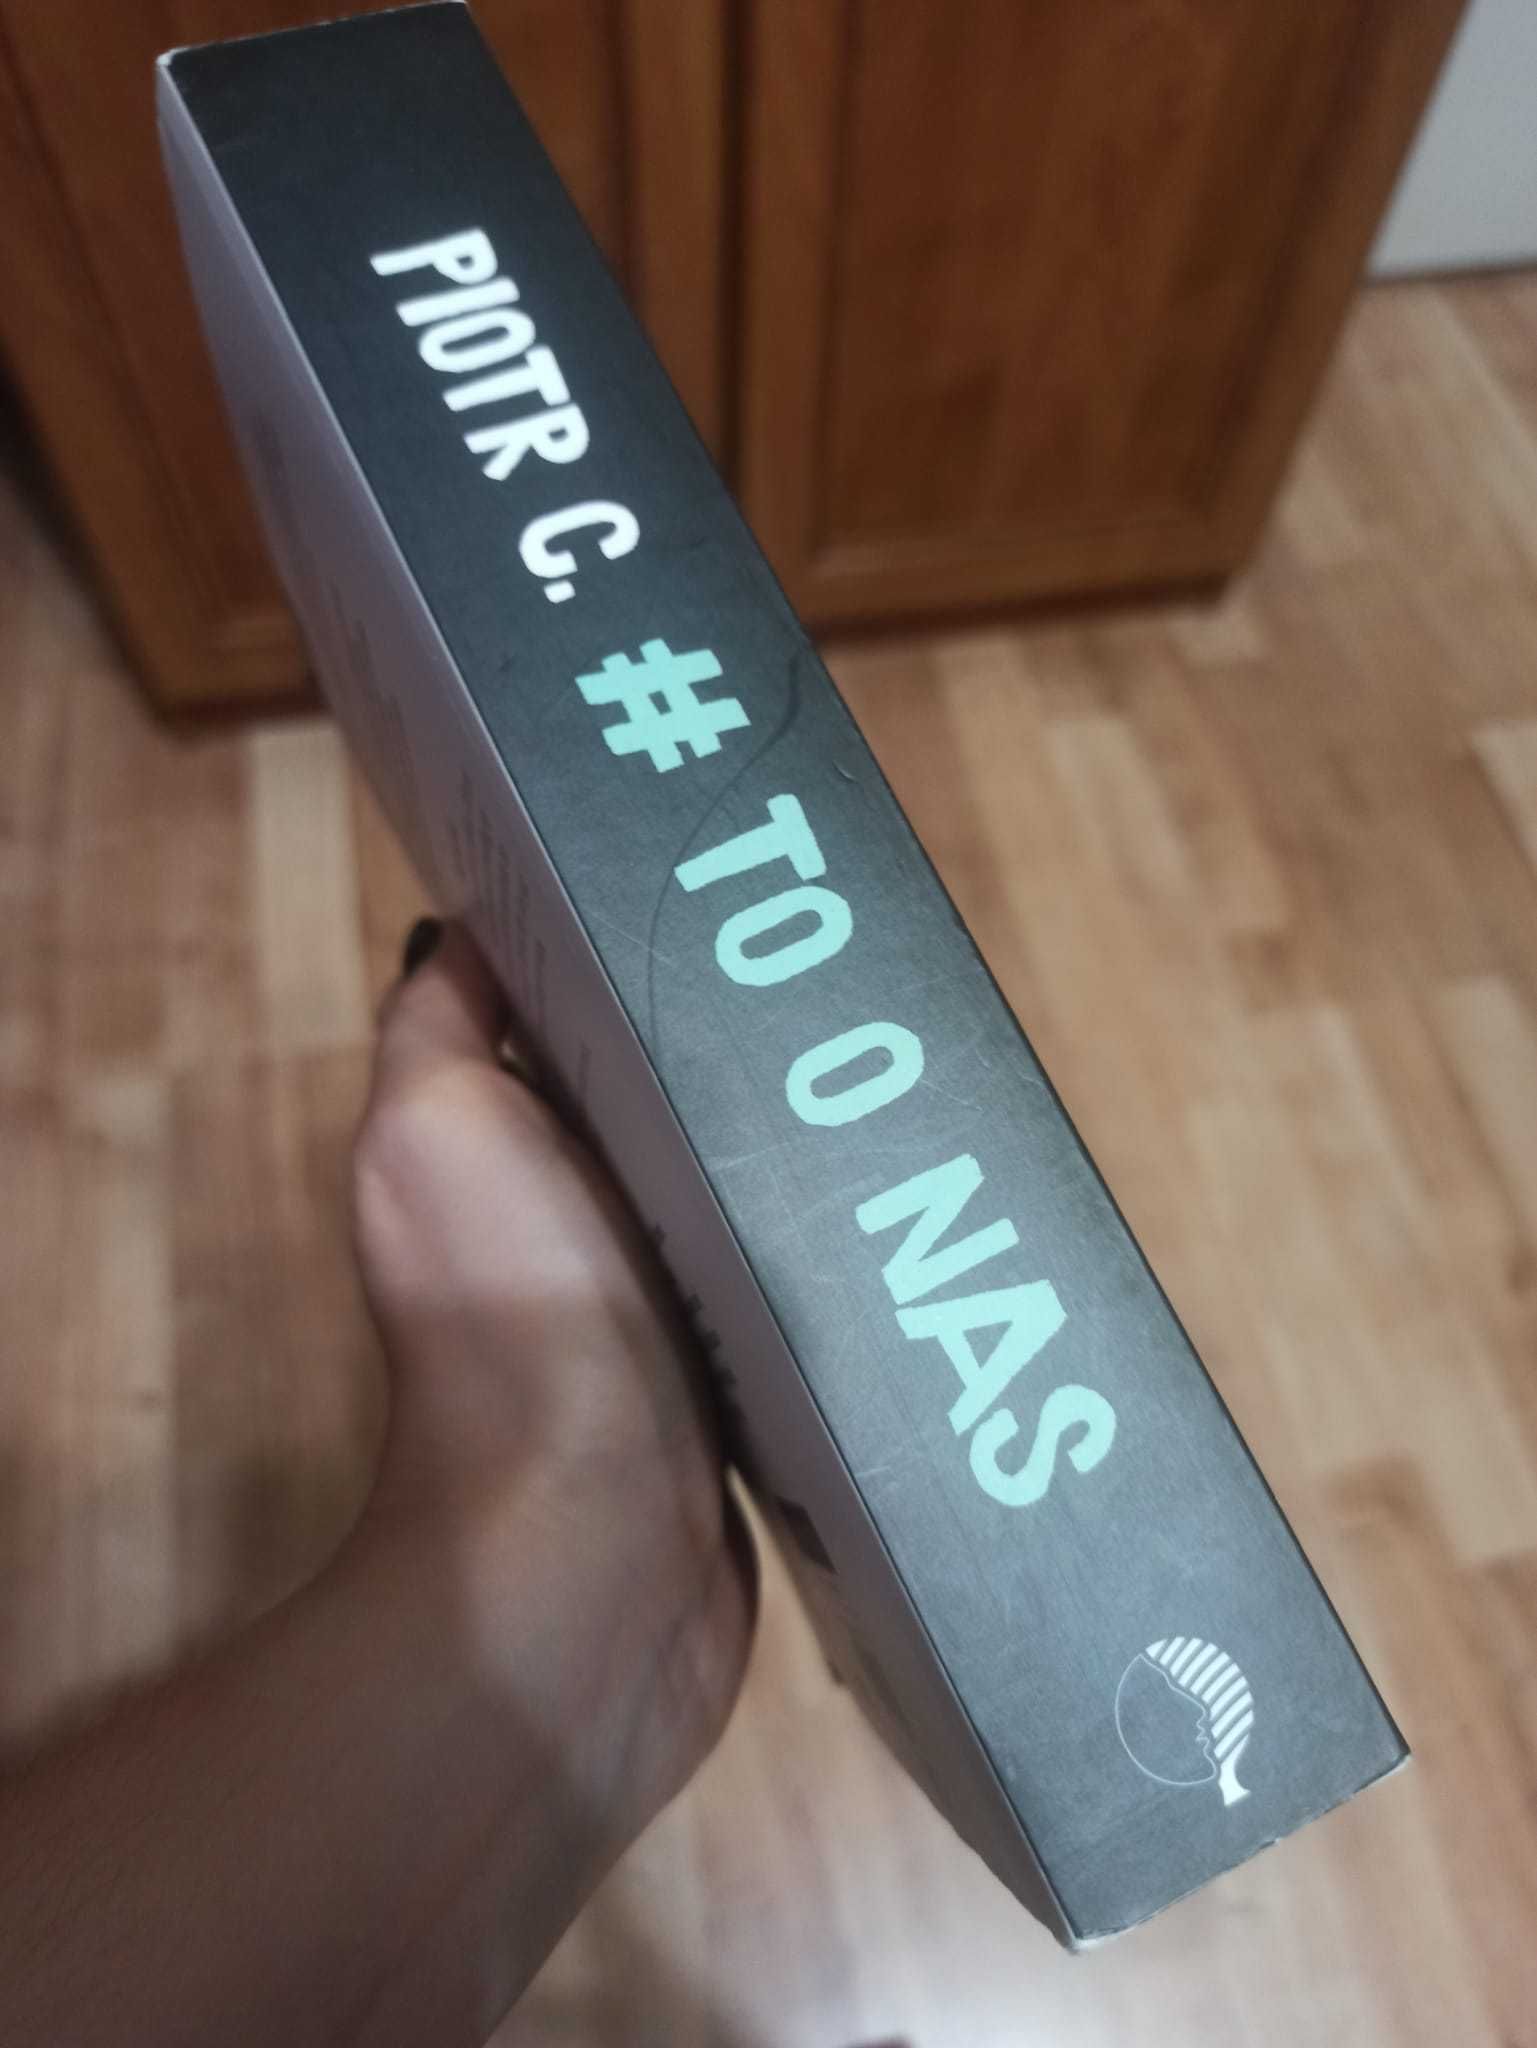 PIOTR C. # TO O NAS